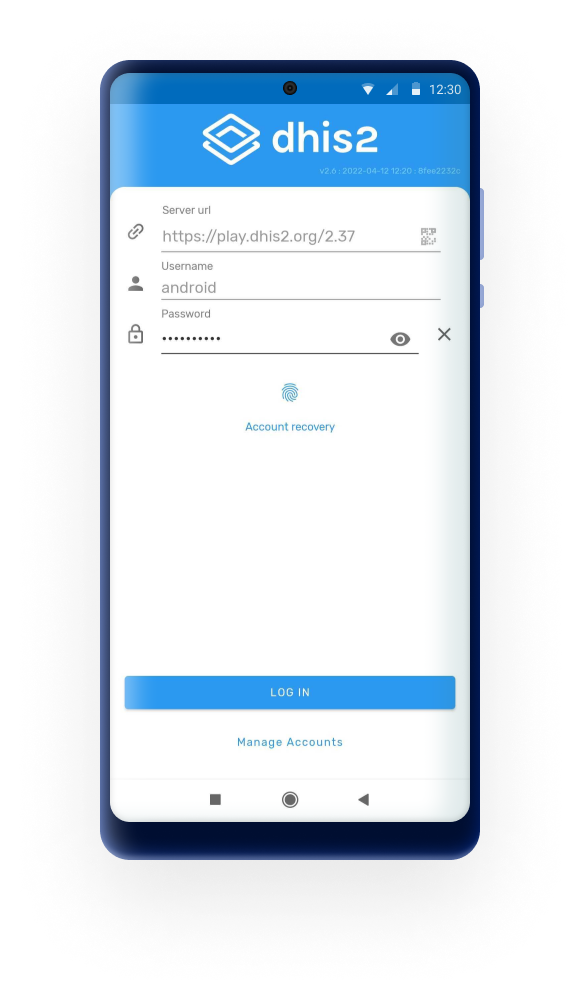 12:30
dhis2
v2.6 : 2022-04-12 12:20 : 8fee2232c
Server url
https://play.dhis2.org/2.37
Username
android
Password
••••••••••
Account recovery
LOG IN
Manage Accounts